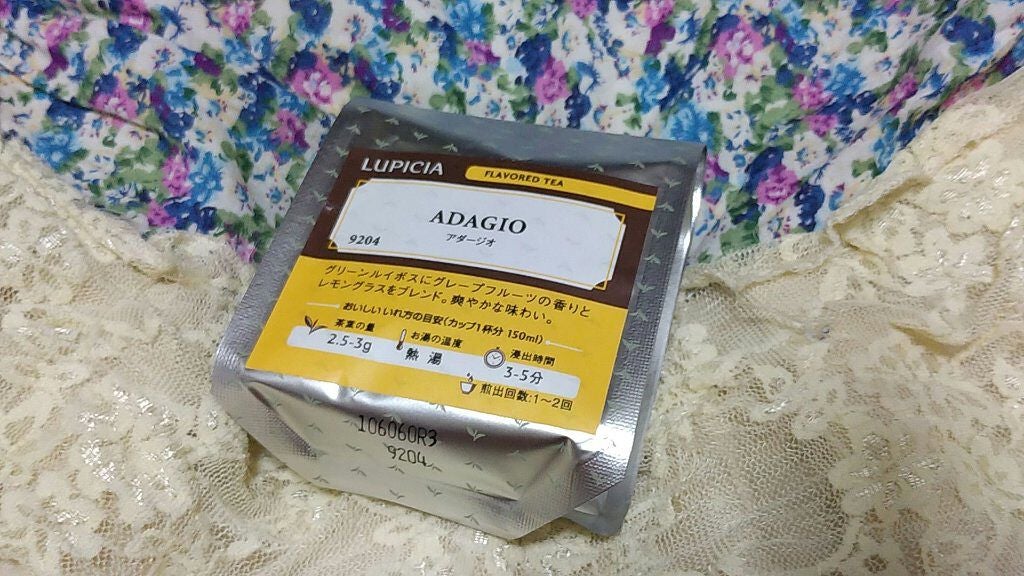 LUPICIA
FLAVORED TEA
ADAGIO
アダージオ
9204
グリーンルイボスにグレープフルーツの香りと
レモングラスをブレンド。爽やかな味わい。
おいしいいれ方の目安(カップ1杯分 150ml)
茶葉の量
2.5-3g
お湯の温度
熱湯
浸出時間
3-5分
煎出回数:1〜2回
106060R3
9204